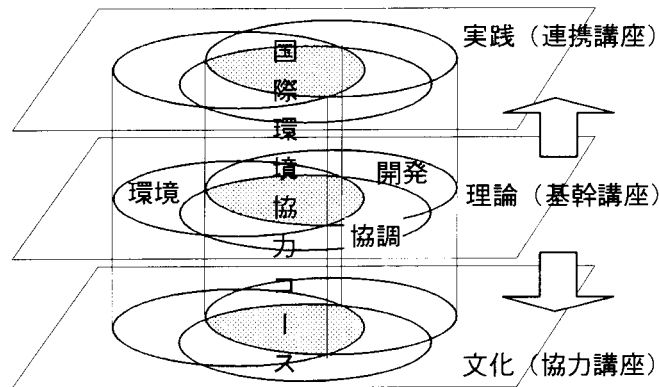 国際環境協力コース
実践（連携講座）
環境
開発
協調
理論（基幹講座）
文化（協力講座）